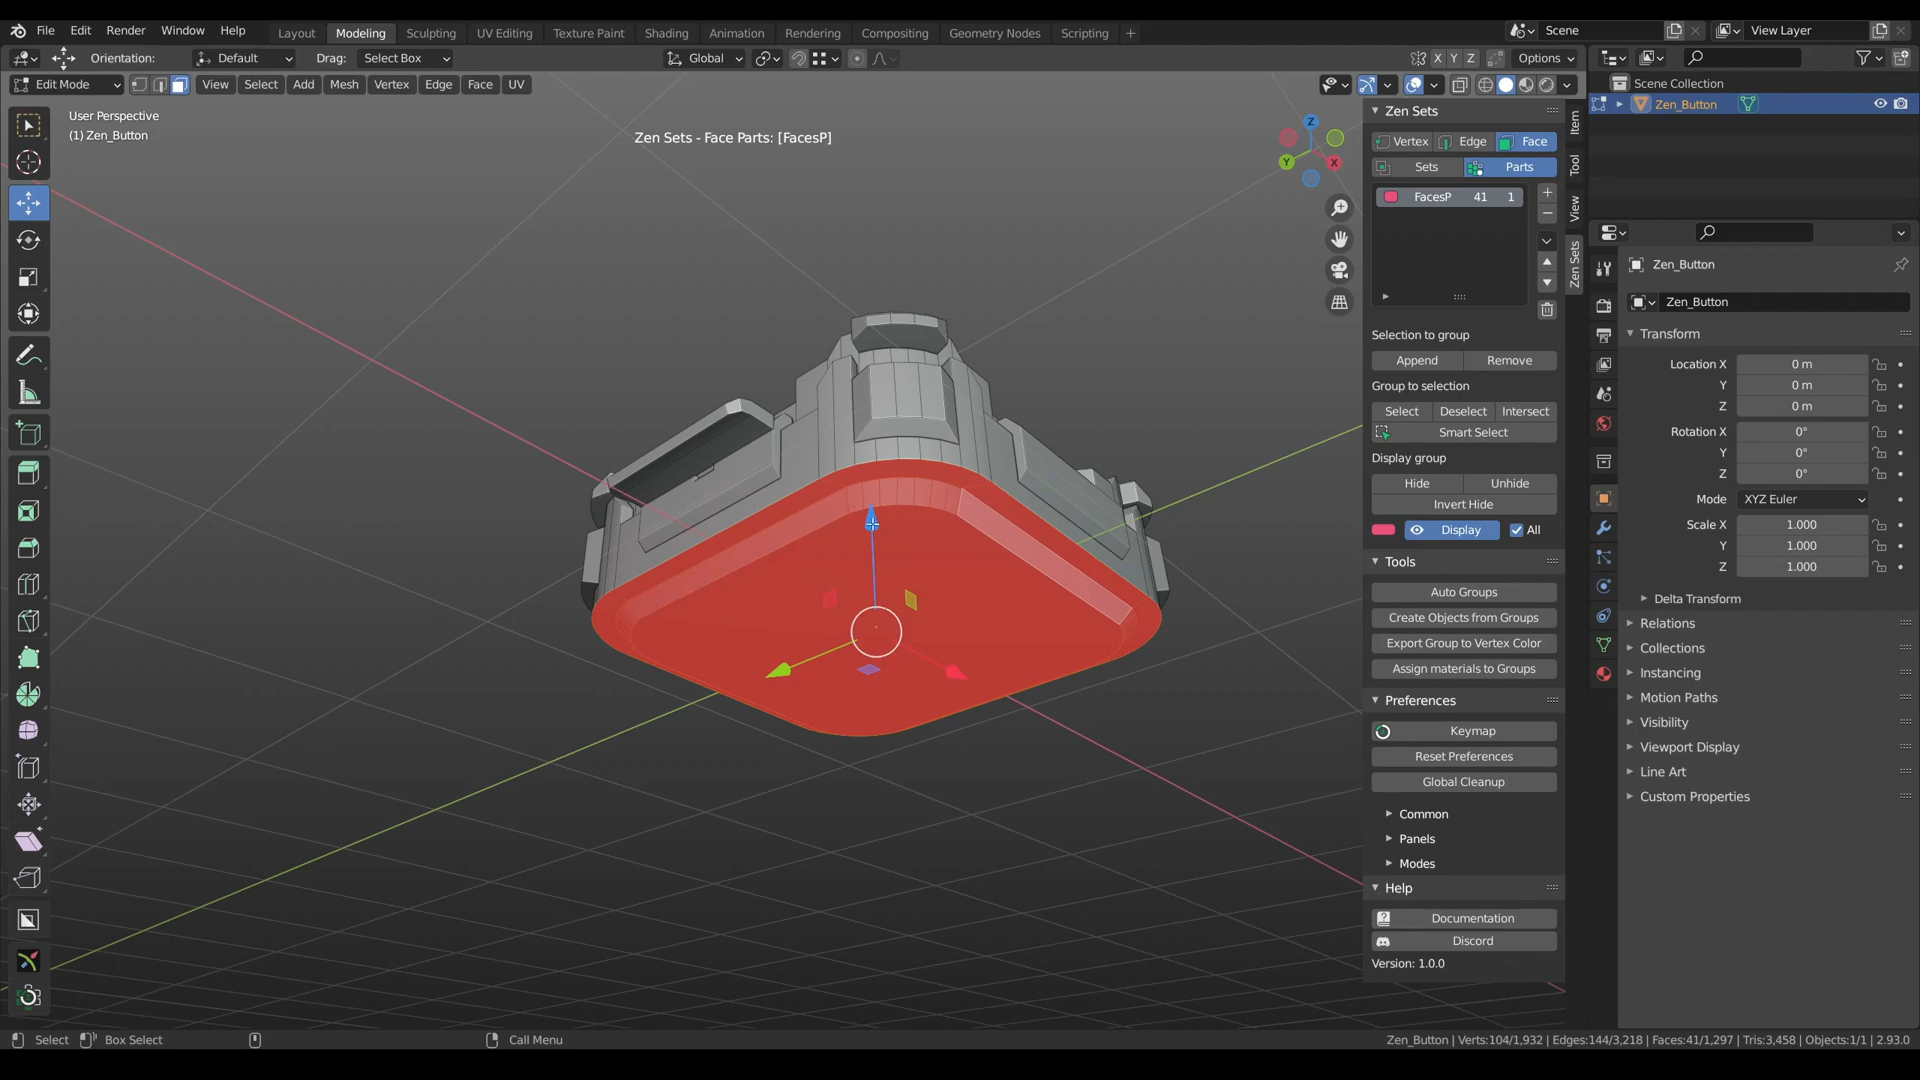 File Edit Render Window Help Layout Modeling Sculpting UV Editing Texture Paint Shading Animation Rendering Compositing Geometry Nodes Scripting + Scene View Layer
Orientation: Default Drag: Select Box Global X Y Z Options
Edit Mode View Select Add Mesh Vertex Edge Face UV
User Perspective
(1) Zen_Button
Zen Sets - Face Parts: [FacesP]
Z
Y
X
Zen Sets
Vertex Edge Face
Sets Parts
FacesP 41 1
Selection to group
Append Remove
Group to selection
Select Deselect Intersect
Smart Select
Display group
Hide Unhide
Invert Hide
Display All
Tools
Auto Groups
Create Objects from Groups
Export Group to Vertex Color
Assign materials to Groups
Preferences
Keymap
Reset Preferences
Global Cleanup
Common
Panels
Modes
Help
Documentation
Discord
Version: 1.0.0
Item
Tool
View
Zen Sets
Scene Collection
Zen_Button
Zen_Button
Zen_Button
Transform
Location X 0 m
Y 0 m
Z 0 m
Rotation X 0°
Y 0°
Z 0°
Mode XYZ Euler
Scale X 1.000
Y 1.000
Z 1.000
Delta Transform
Relations
Collections
Instancing
Motion Paths
Visibility
Viewport Display
Line Art
Custom Properties
Select Box Select Call Menu Zen_Button | Verts:104/1,932 | Edges:144/3,218 | Faces:41/1,297 | Tris:3,458 | Objects:1/1 | 2.93.0